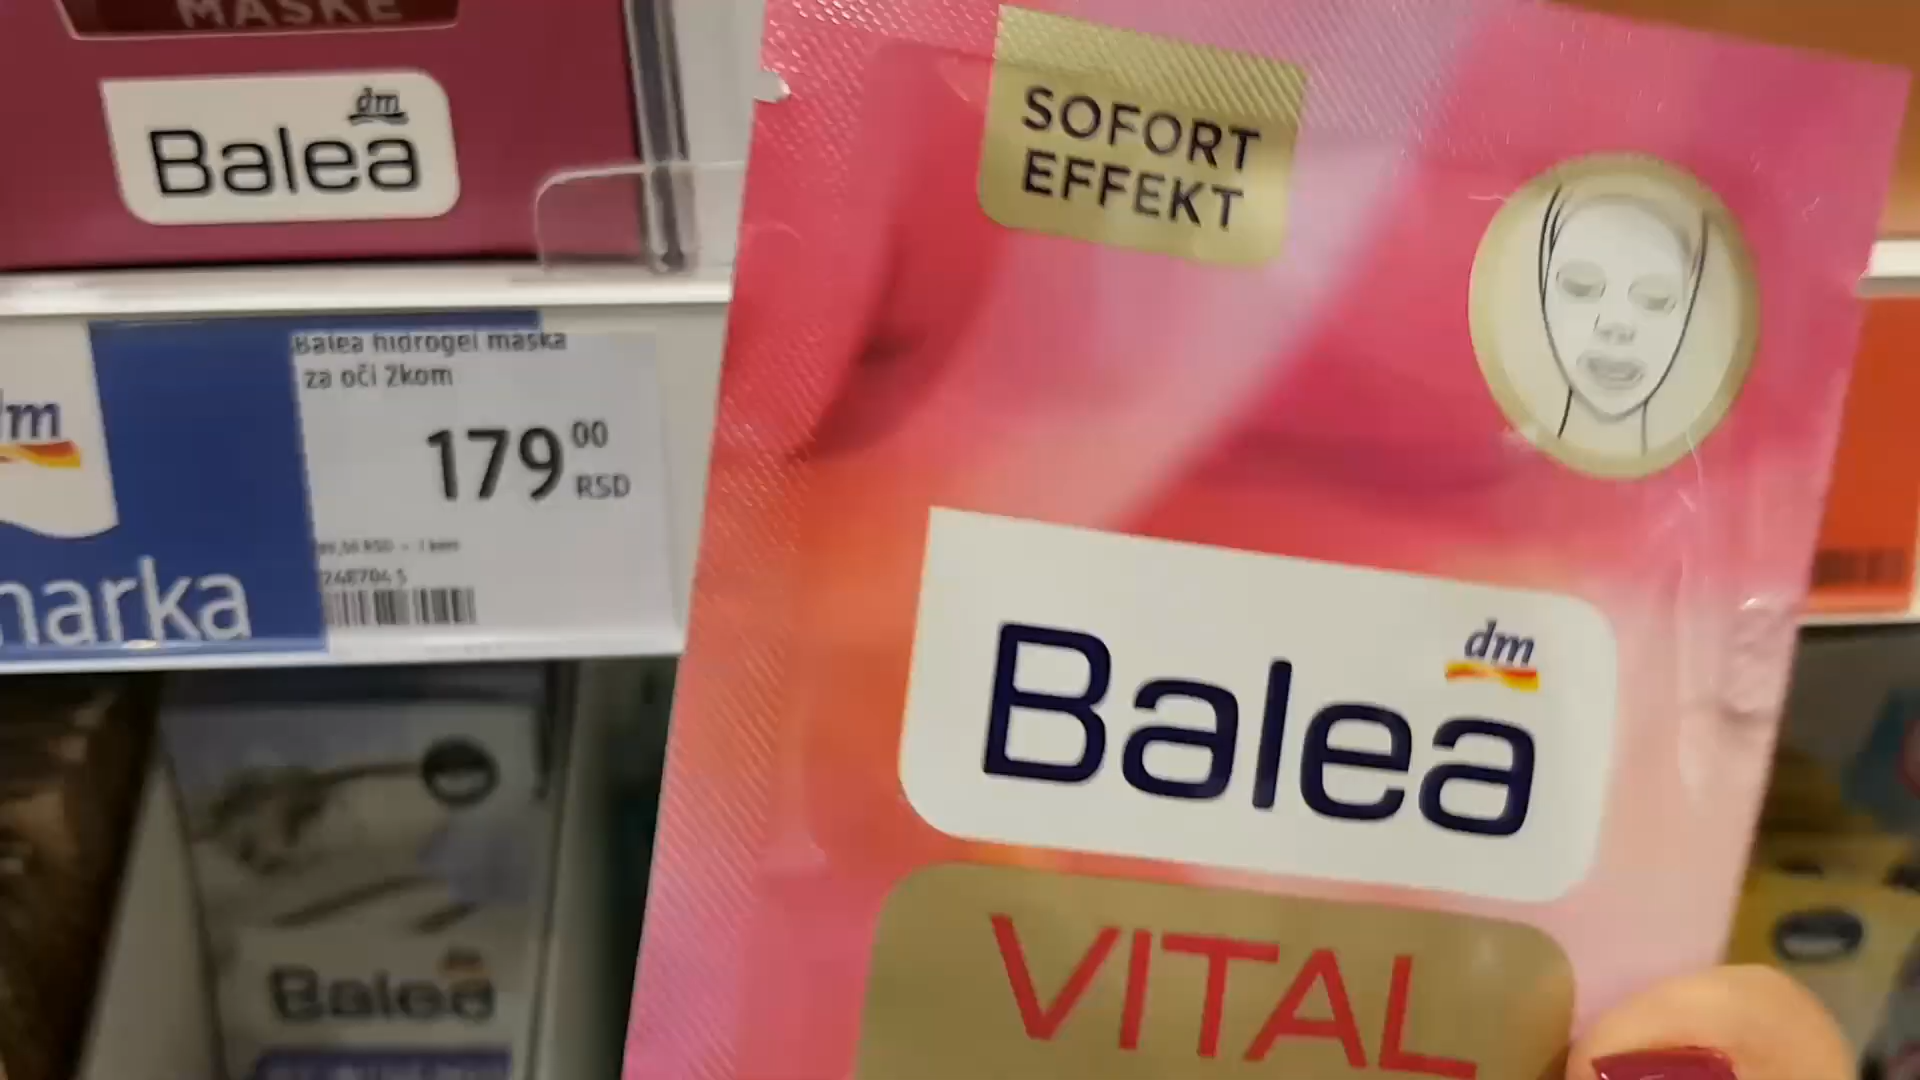 MASKE
dm
Balea
SOFORT
EFFEKT
Balea hidrogel maska
za oči 2kom
179 00
RSD
dm
marka
dm
Balea
VITAL
Balea